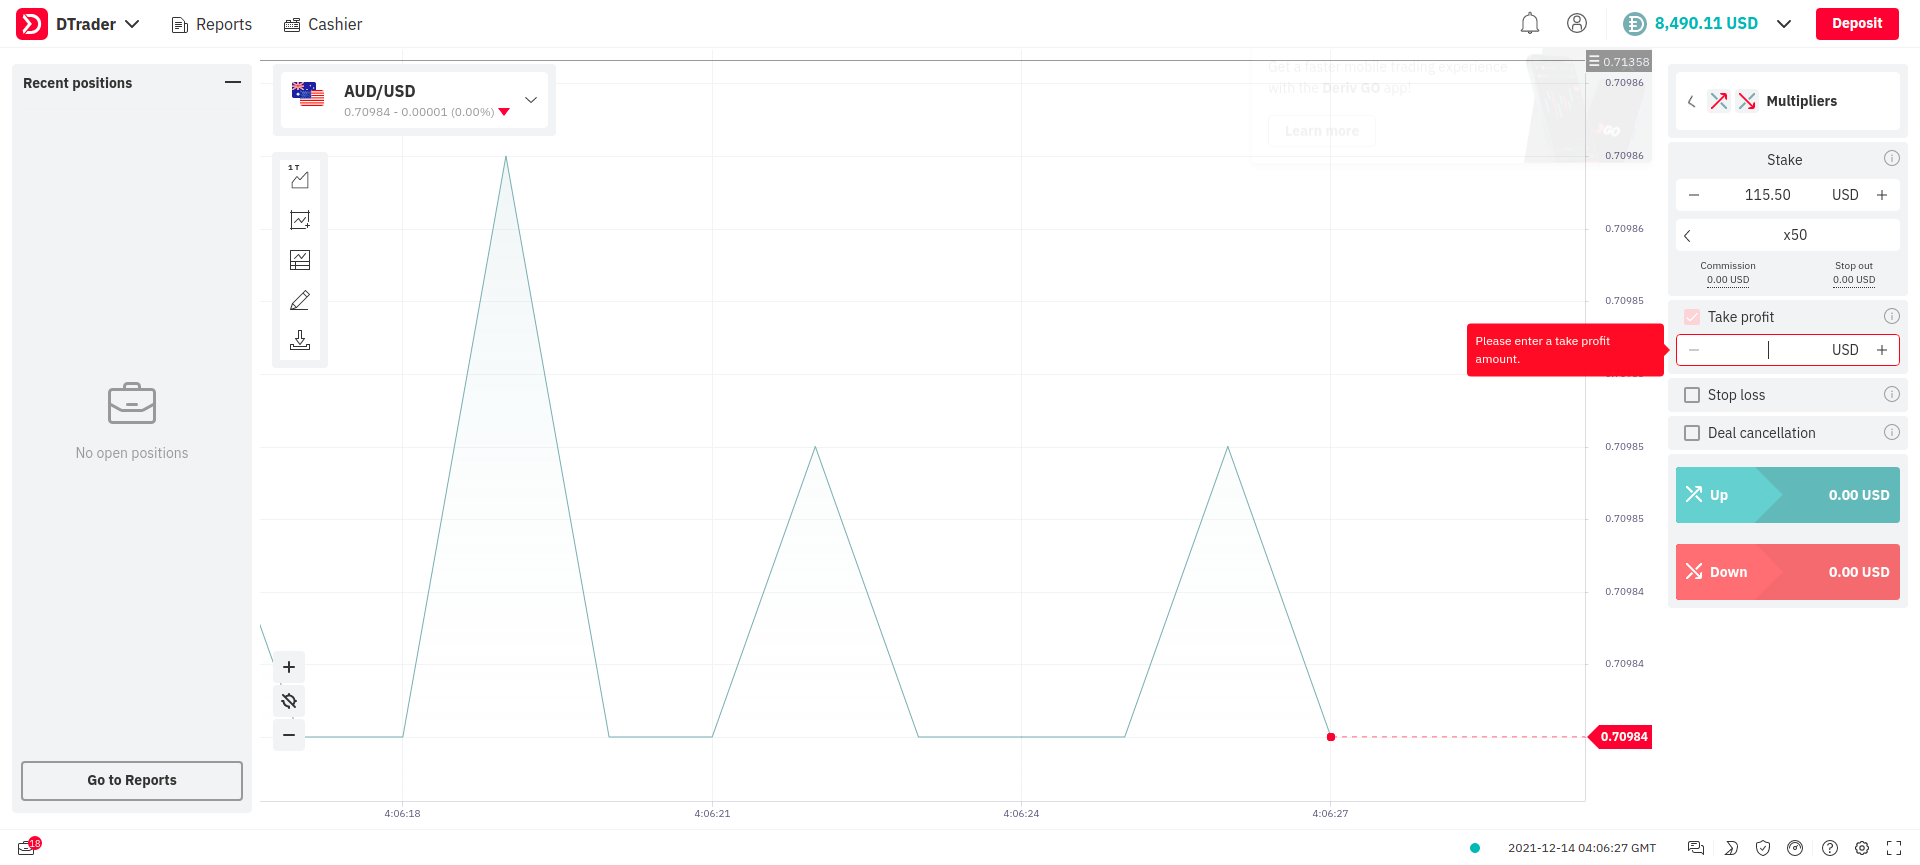 DTrader
Reports
Cashier
8,490.11 USD
Deposit
Recent positions
No open positions
Go to Reports
18
AUD/USD
0.70984 - 0.00001 (0.00%)
1 T
Get a faster mobile trading experience
with the Deriv GO app!
Learn more
GO
0.71358
0.70986
0.70986
0.70986
0.70985
0.70985
0.70985
0.70984
0.70984
0.70984
4:06:18
4:06:21
4:06:24
4:06:27
Multipliers
Stake
115.50 USD
x50
Commission
0.00 USD
Stop out
0.00 USD
Take profit
USD
Please enter a take profit
amount.
Stop loss
Deal cancellation
Up 0.00 USD
Down 0.00 USD
2021-12-14 04:06:27 GMT